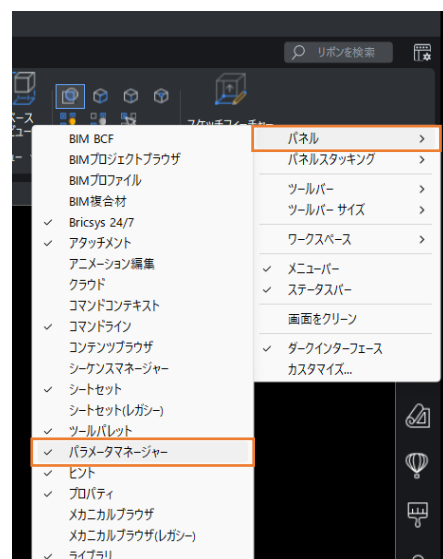 リボンを検索
ース
ュー
スケッチフィーチャー
BIM BCF
BIMプロジェクトブラウザ
BIMプロファイル
BIM複合材
Bricsys 24/7
アタッチメント
アニメーション編集
クラウド
コマンドコンテキスト
コマンドライン
コンテンツブラウザ
シーケンスマネージャー
シートセット
シートセット(レガシー)
ツールパレット
パラメータマネージャー
ヒント
プロパティ
メカニカルブラウザ
メカニカルブラウザ(レガシー)
ライブラリ
パネル
パネルスタッキング
ツールバー
ツールバー サイズ
ワークスペース
メニューバー
ステータスバー
画面をクリーン
ダークインターフェース
カスタマイズ...